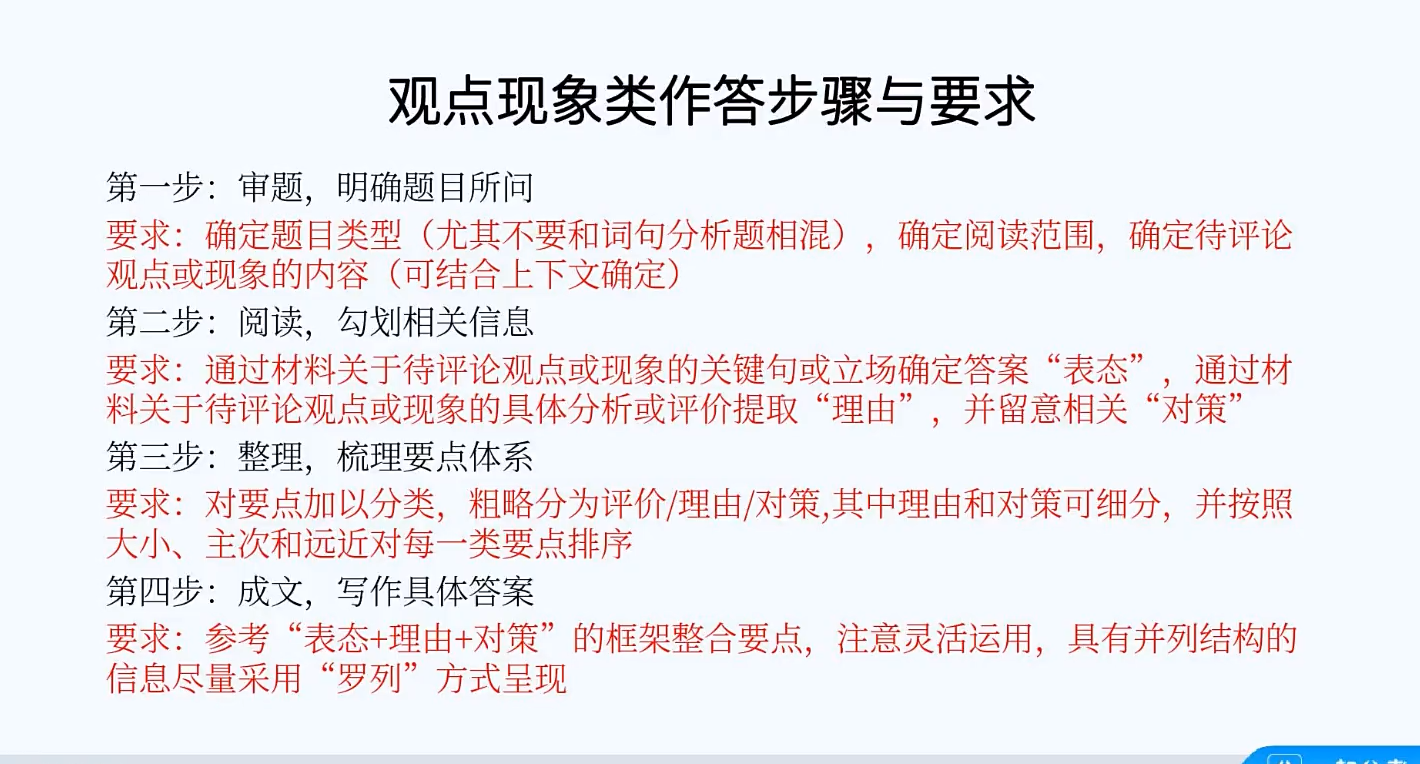 观点现象类作答步骤与要求
第一步：审题，明确题目所问
要求：确定题目类型（尤其不要和词句分析题相混），确定阅读范围，确定待评论
观点或现象的内容（可结合上下文确定）
第二步：阅读，勾划相关信息
要求：通过材料关于待评论观点或现象的关键句或立场确定答案“表态”，通过材
料关于待评论观点或现象的具体分析或评价提取“理由”，并留意相关“对策”
第三步：整理，梳理要点体系
要求：对要点加以分类，粗略分为评价/理由/对策,其中理由和对策可细分，并按照
大小、主次和远近对每一类要点排序
第四步：成文，写作具体答案
要求：参考“表态+理由+对策”的框架整合要点，注意灵活运用，具有并列结构的
信息尽量采用“罗列”方式呈现